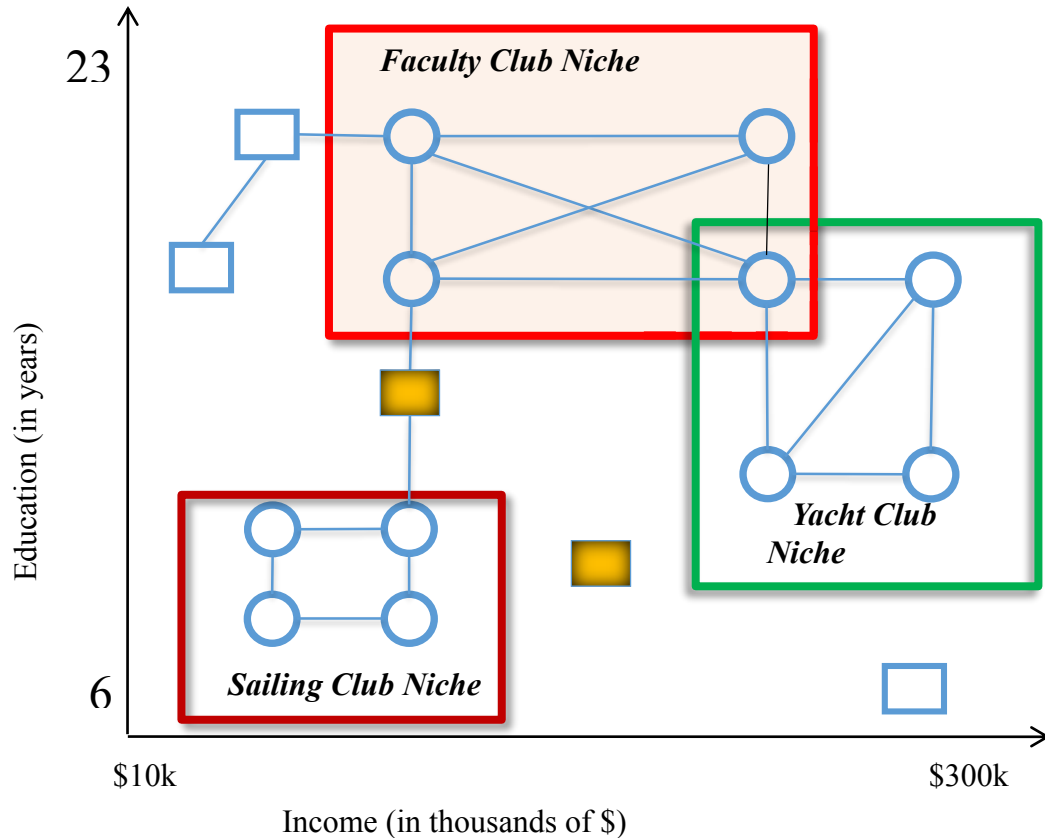 23
Faculty Club Niche
Education (in years)
Yacht Club
Niche
Sailing Club Niche
6
$10k
$300k
Income (in thousands of $)